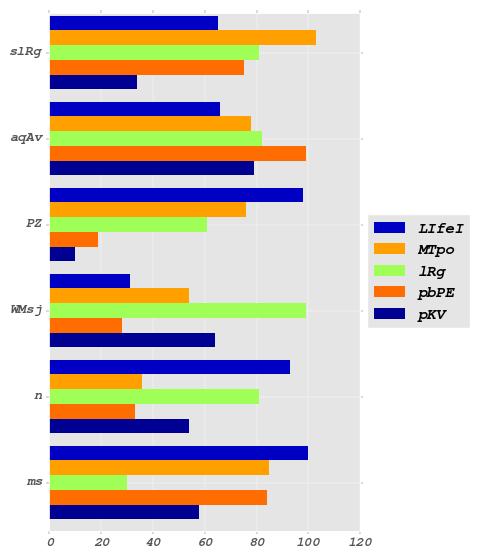 slRg
aqAv
PZ
WMsj
n
ms
0 20 40 60 80 100 120
LIfeI
MTpo
lRg
pbPE
pKV